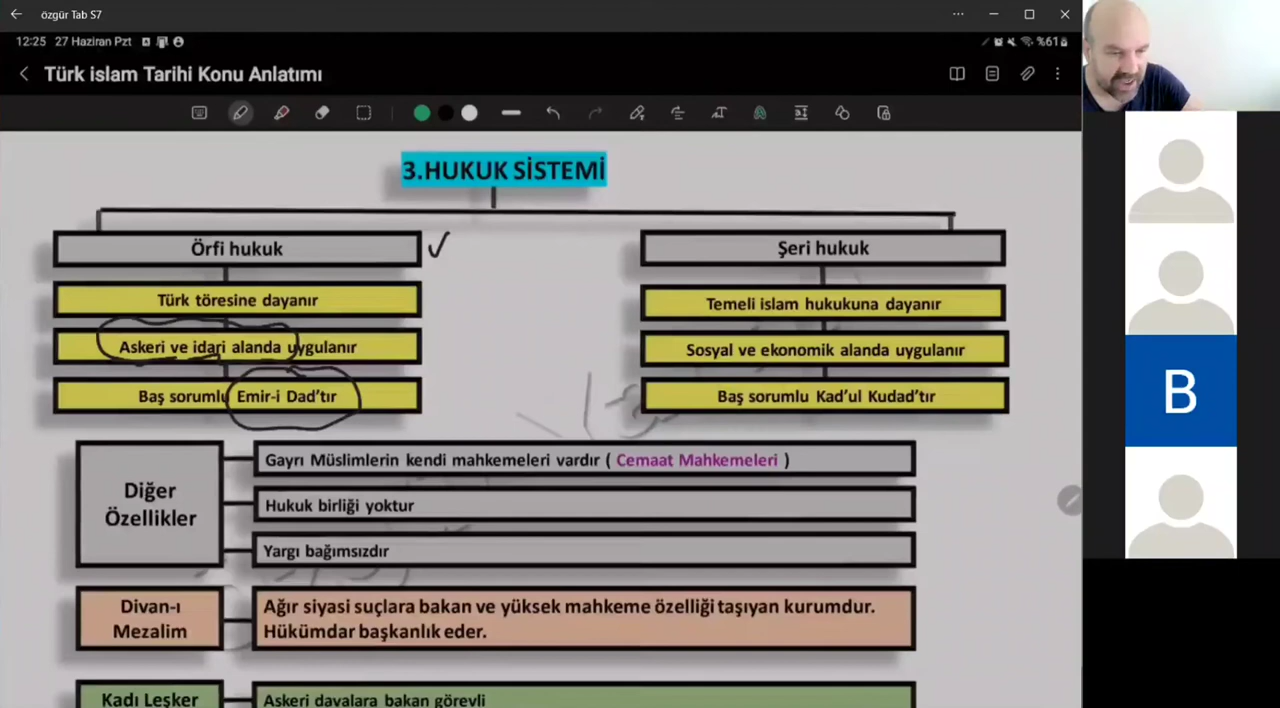 özgür Tab S7
12:25 27 Haziran Pzt
%61
Türk islam Tarihi Konu Anlatımı
3.HUKUK SİSTEMİ
Örfi hukuk
Türk töresine dayanır
Askeri ve idari alanda uygulanır
Baş sorumlu Emir-i Dad'tır
Şeri hukuk
Temeli islam hukukuna dayanır
Sosyal ve ekonomik alanda uygulanır
Baş sorumlu Kad'ul Kudad'tır
Diğer
Özellikler
Gayrı Müslimlerin kendi mahkemeleri vardır ( Cemaat Mahkemeleri )
Hukuk birliği yoktur
Yargı bağımsızdır
Divan-ı
Mezalim
Ağır siyasi suçlara bakan ve yüksek mahkeme özelliği taşıyan kurumdur.
Hükümdar başkanlık eder.
Kadı Leşker
Askeri davalara bakan görevli
B